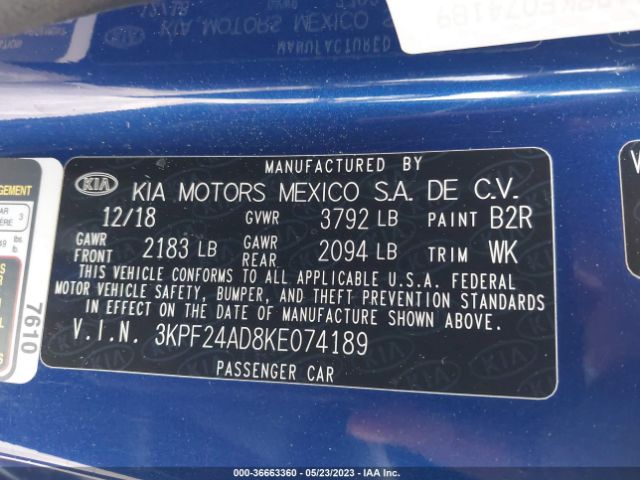 MANUFACTURED BY
KIA KIA MOTORS MEXICO S.A. DE C.V.
12/18 GVWR 3792 LB PAINT B2R
GAWR FRONT 2183 LB GAWR REAR 2094 LB TRIM WK
THIS VEHICLE CONFORMS TO ALL APPLICABLE U.S.A. FEDERAL
MOTOR VEHICLE SAFETY, BUMPER, AND THEFT PREVENTION STANDARDS
IN EFFECT ON THE DATE OF MANUFACTURE SHOWN ABOVE.
V.I.N. 3KPF24AD8KE074189
PASSENGER CAR
7610
000-36663360 - 05/23/2023 - IAA Inc.